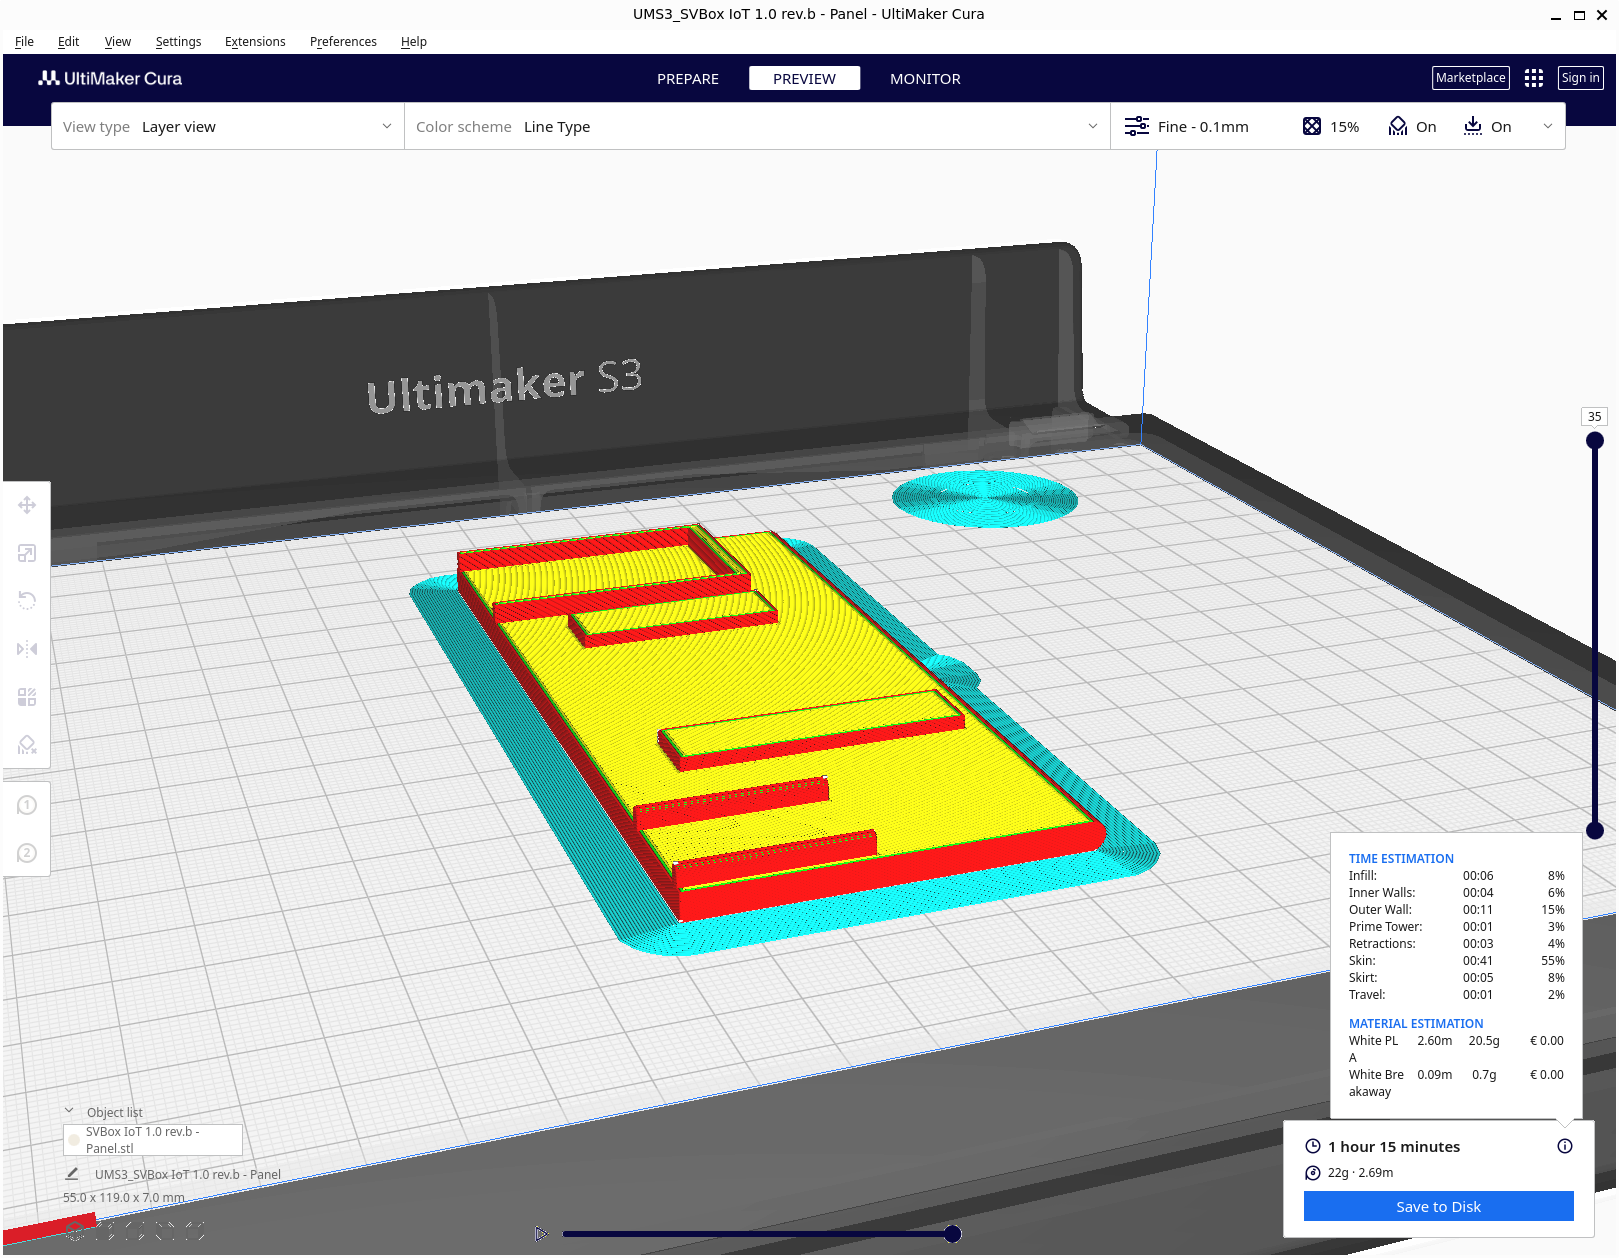 UMS3_SVBox IoT 1.0 rev.b - Panel - UltiMaker Cura
File Edit View Settings Extensions Preferences Help
UltiMaker Cura
PREPARE PREVIEW MONITOR
Marketplace Sign in
View type Layer view Color scheme Line Type Fine - 0.1mm 15% On On
Ultimaker S3
35
1
2
TIME ESTIMATION
Infill: 00:06 8%
Inner Walls: 00:04 6%
Outer Wall: 00:11 15%
Prime Tower: 00:01 3%
Retractions: 00:03 4%
Skin: 00:41 55%
Skirt: 00:05 8%
Travel: 00:01 2%
MATERIAL ESTIMATION
White PL 2.60m 20.5g € 0.00
A
White Bre 0.09m 0.7g € 0.00
akaway
Object list
SVBox IoT 1.0 rev.b -
Panel.stl
UMS3_SVBox IoT 1.0 rev.b - Panel
55.0 x 119.0 x 7.0 mm
1 hour 15 minutes
22g · 2.69m
Save to Disk